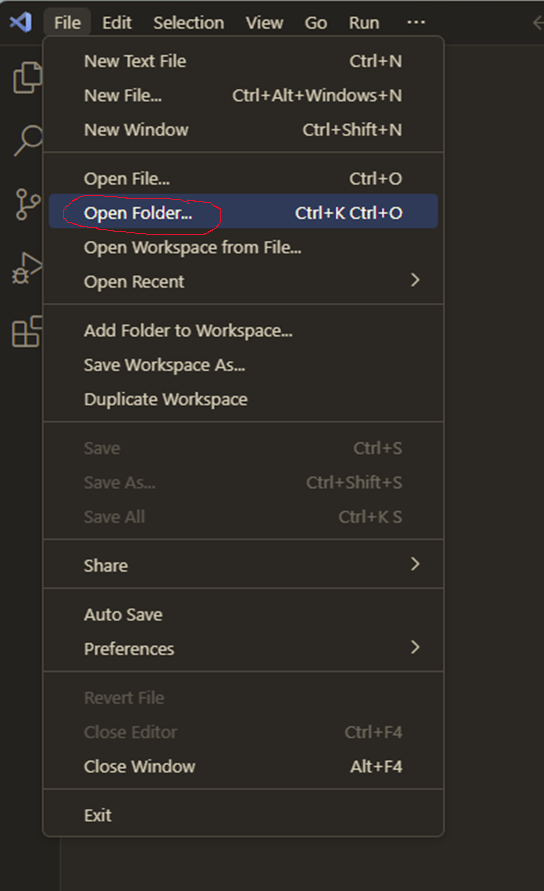 File Edit Selection View Go Run ...
New Text File Ctrl+N
New File... Ctrl+Alt+Windows+N
New Window Ctrl+Shift+N
Open File... Ctrl+O
Open Folder... Ctrl+K Ctrl+O
Open Workspace from File...
Open Recent
Add Folder to Workspace...
Save Workspace As...
Duplicate Workspace
Save Ctrl+S
Save As... Ctrl+Shift+S
Save All Ctrl+K S
Share
Auto Save
Preferences
Revert File
Close Editor Ctrl+F4
Close Window Alt+F4
Exit